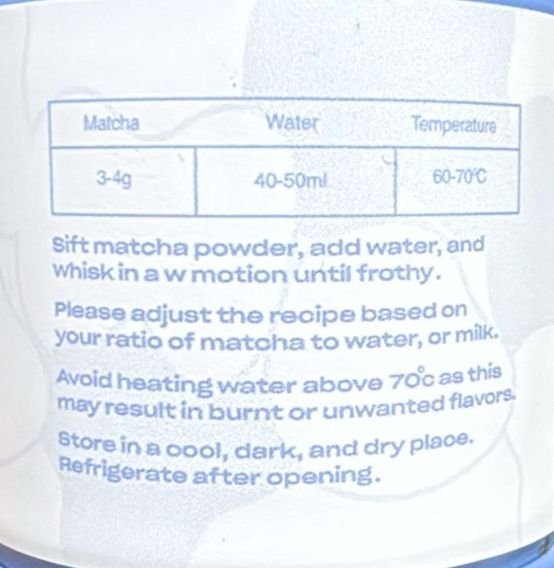 Matcha Water Temperature
3-4g 40-50ml 60-70°C
Sift matcha powder, add water, and
whisk in a w motion until frothy.
Please adjust the recipe based on
your ratio of matcha to water, or milk.
Avoid heating water above 70°c as this
may result in burnt or unwanted flavors.
Store in a cool, dark, and dry place.
Refrigerate after opening.